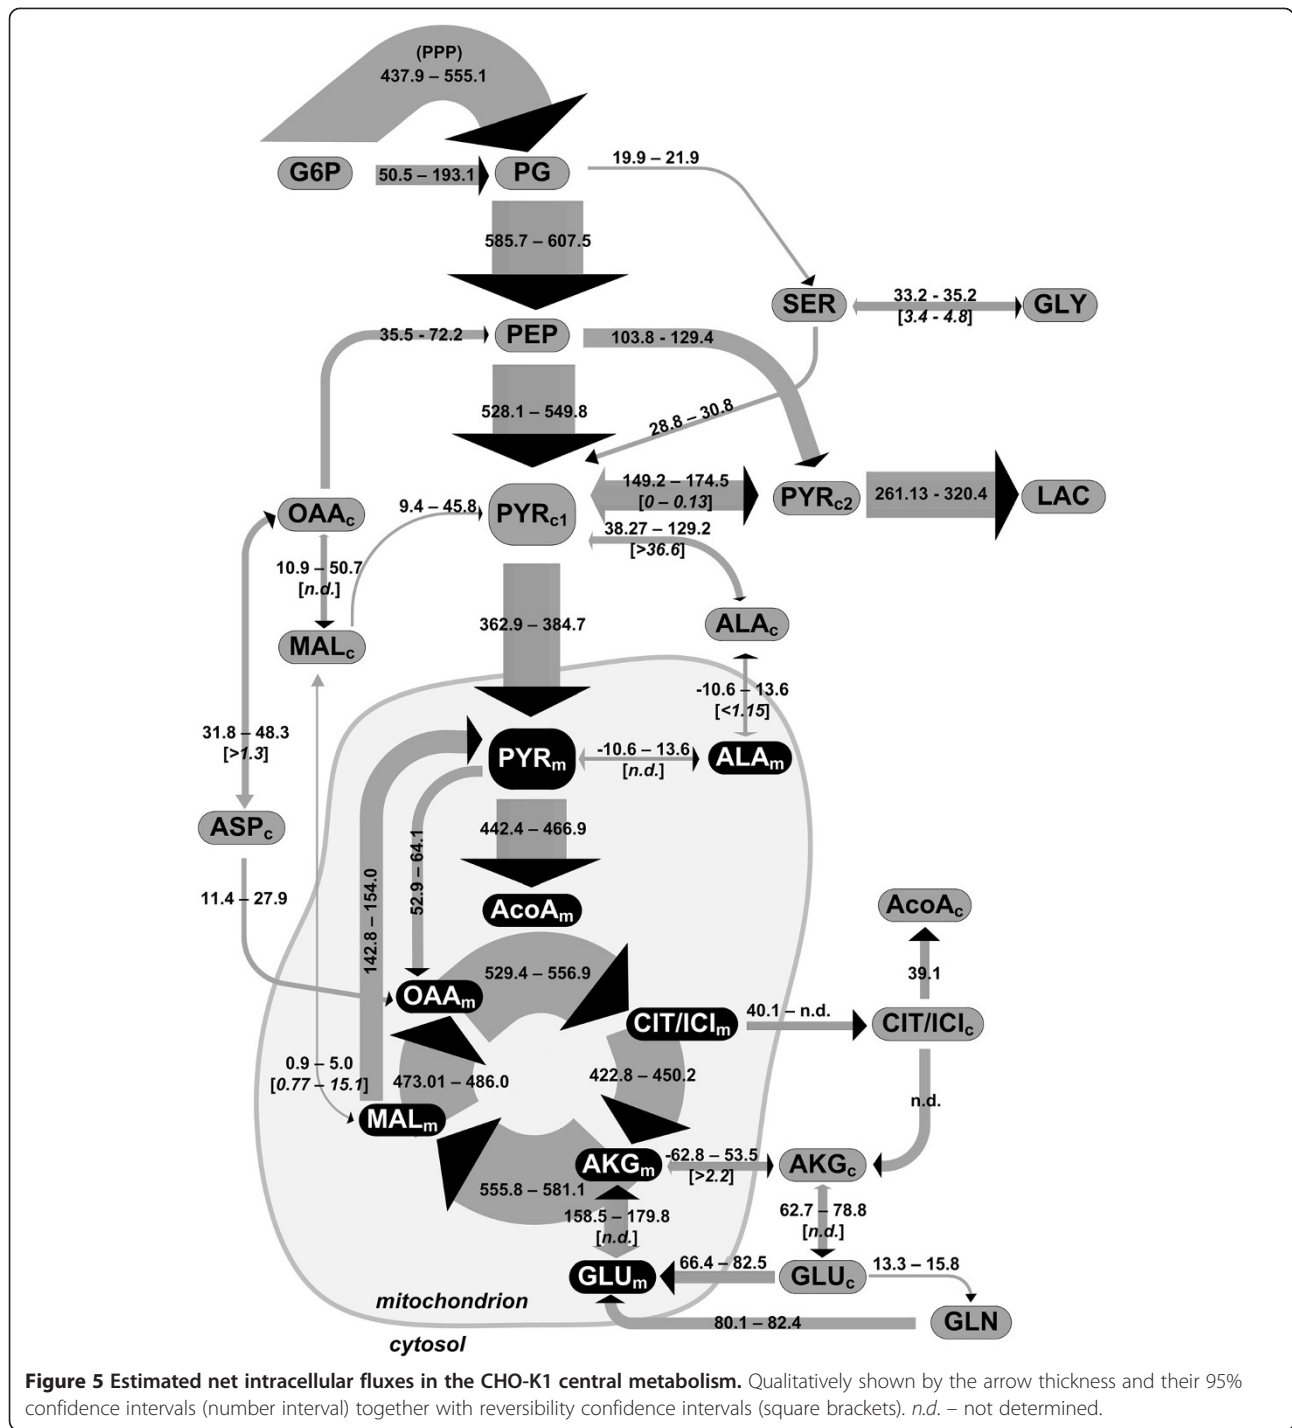 (PPP)
437.9 – 555.1
G6P
50.5 – 193.1
PG
19.9 – 21.9
585.7 – 607.5
SER
33.2 - 35.2
[3.4 - 4.8]
GLY
35.5 - 72.2
PEP
103.8 - 129.4
528.1 – 549.8
28.8 – 30.8
OAAc
9.4 – 45.8
PYRc1
149.2 – 174.5
[0 – 0.13]
PYRc2
261.13 - 320.4
LAC
38.27 – 129.2
[>36.6]
10.9 – 50.7
[n.d.]
MALc
362.9 – 384.7
ALAc
-10.6 – 13.6
[<1.15]
31.8 – 48.3
[>1.3]
PYRm
-10.6 – 13.6
[n.d.]
ALAm
ASPc
442.4 – 466.9
52.9 – 64.1
142.8 – 154.0
11.4 – 27.9
AcoAm
AcoAc
529.4 – 556.9
39.1
OAAm
CIT/ICIm
40.1 – n.d.
CIT/ICIc
0.9 – 5.0
[0.77 – 15.1]
473.01 – 486.0
422.8 – 450.2
n.d.
MALm
AKGm
-62.8 – 53.5
[>2.2]
AKGc
555.8 – 581.1
158.5 – 179.8
[n.d.]
62.7 – 78.8
[n.d.]
GLUm
66.4 – 82.5
GLUc
13.3 – 15.8
mitochondrion
80.1 – 82.4
GLN
cytosol
Figure 5 Estimated net intracellular fluxes in the CHO-K1 central metabolism. Qualitatively shown by the arrow thickness and their 95%
confidence intervals (number interval) together with reversibility confidence intervals (square brackets). n.d. – not determined.